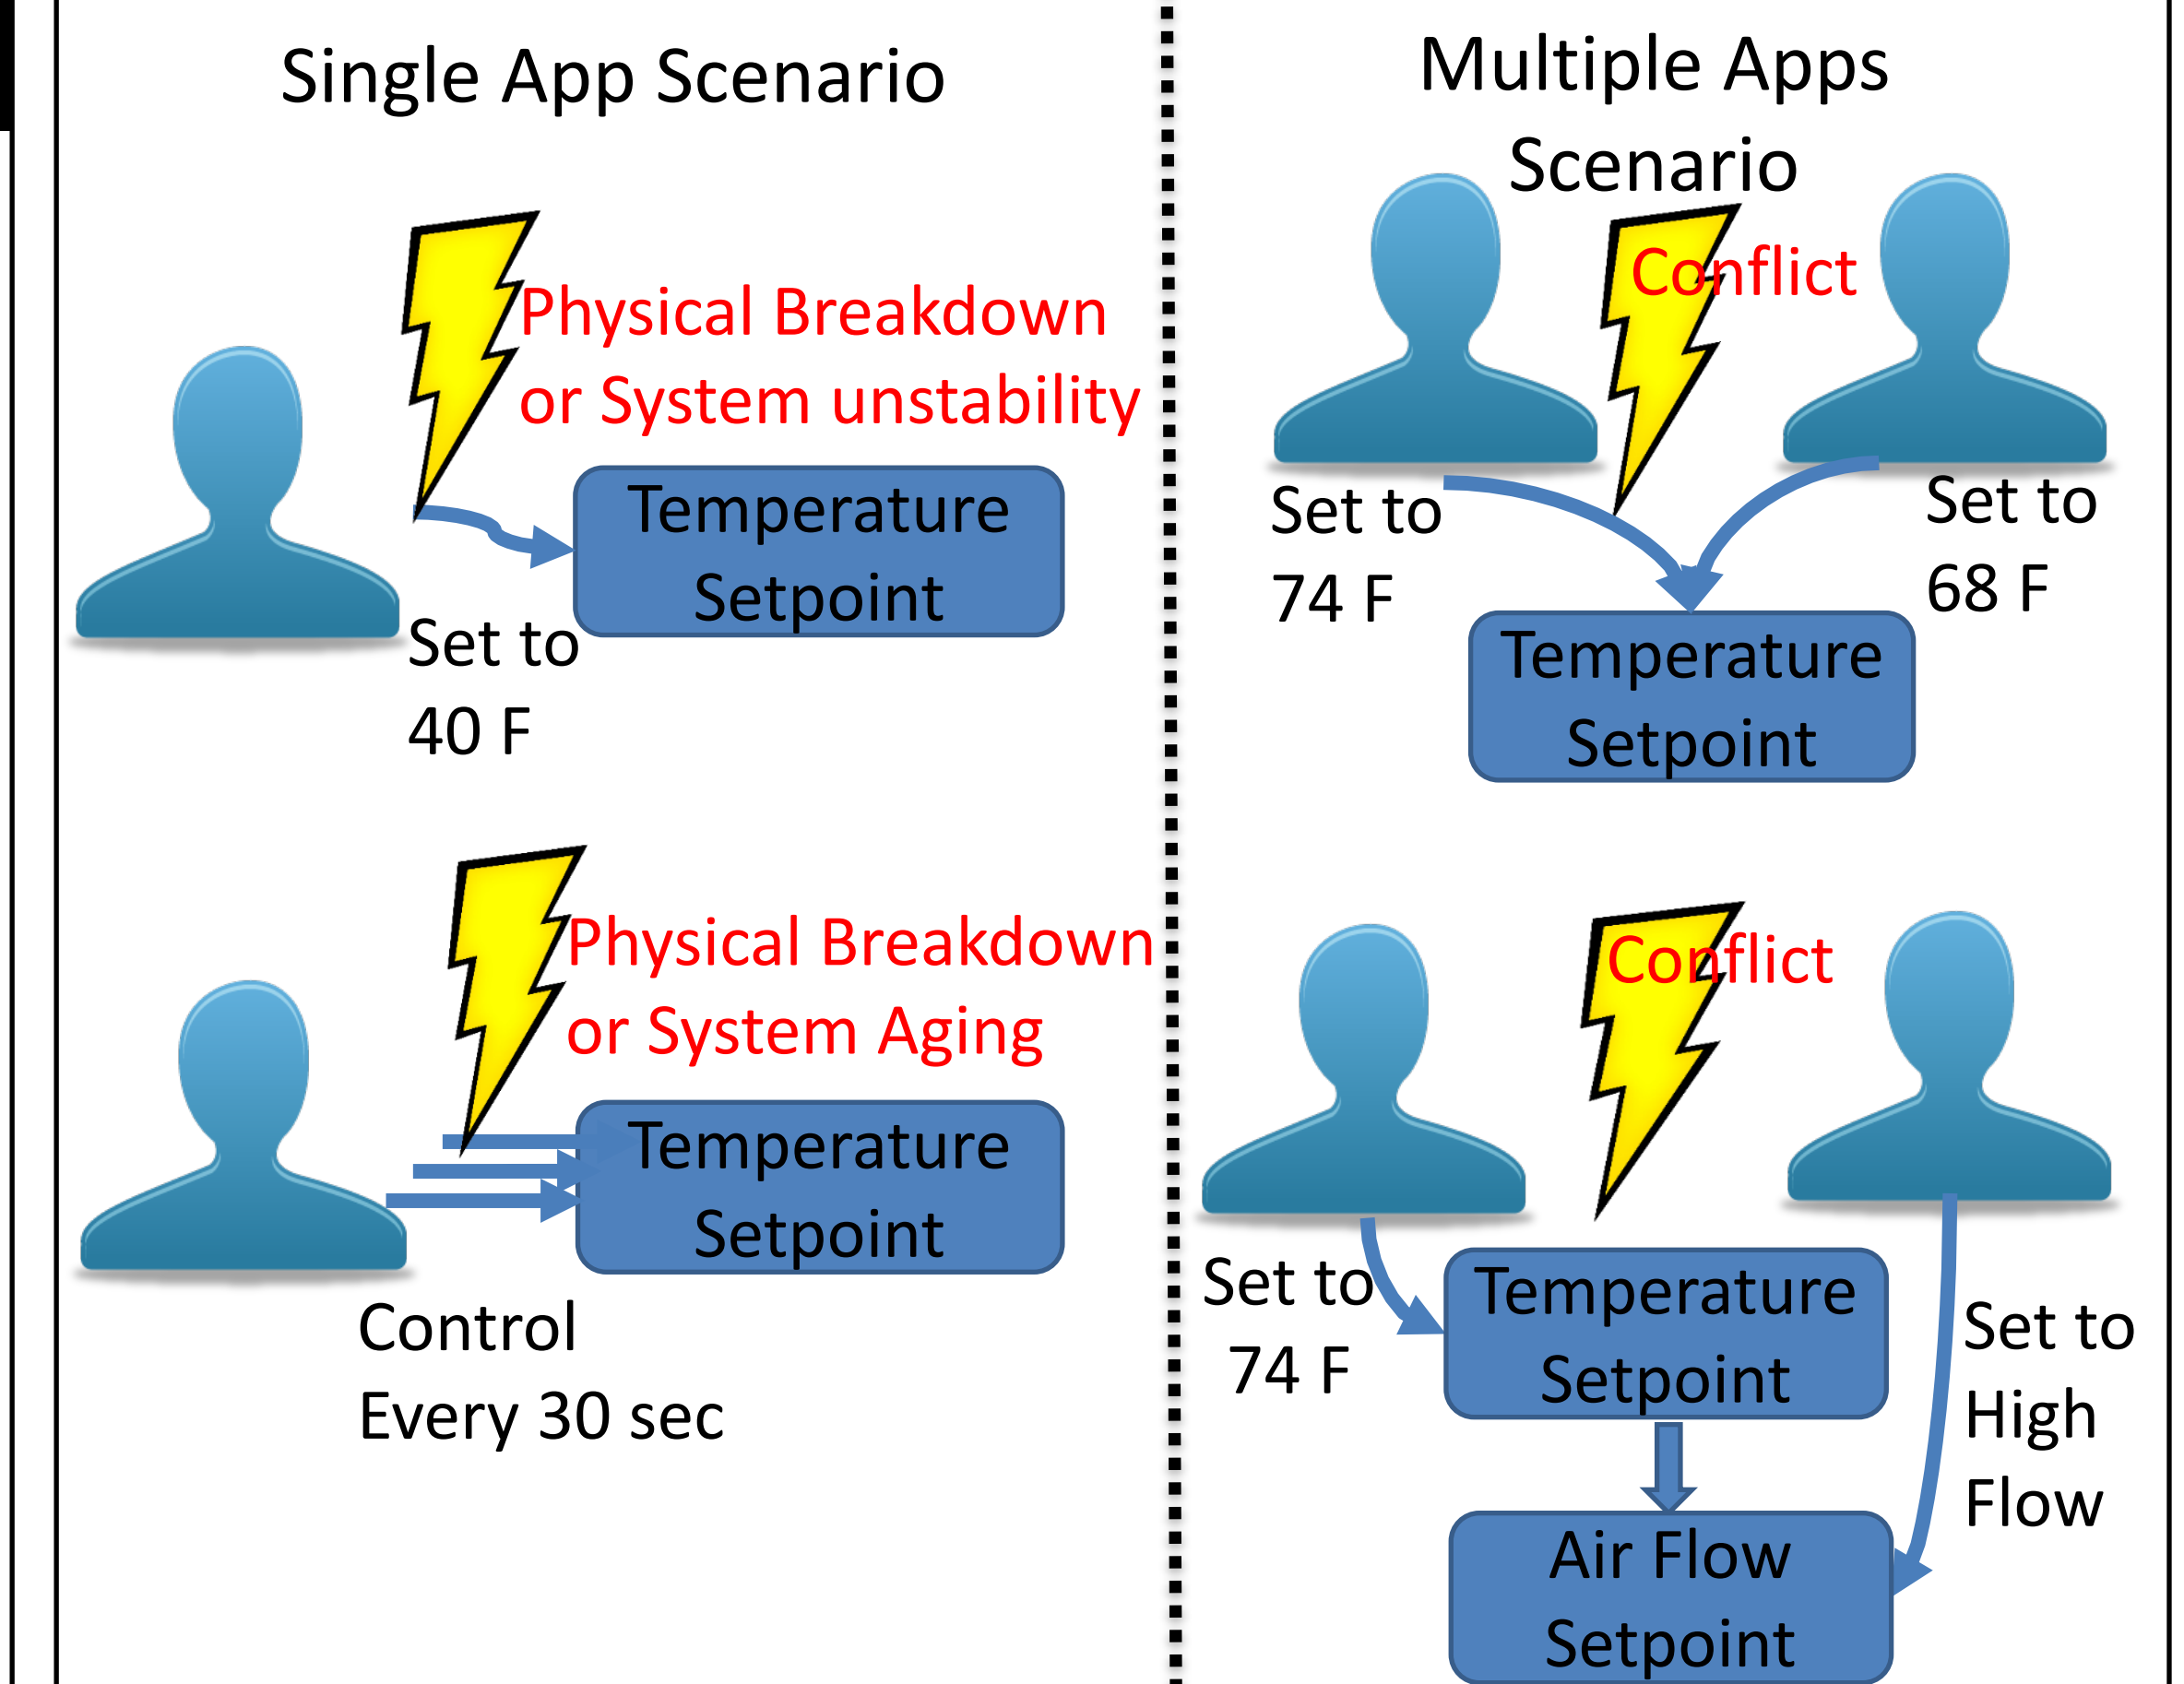 Single App Scenario
Physical Breakdown
or System unstability
Temperature
Setpoint
Set to
40 F
Physical Breakdown
or System Aging
Temperature
Setpoint
Control
Every 30 sec
Multiple Apps
Scenario
Conflict
Set to
74 F
Set to
68 F
Temperature
Setpoint
Conflict
Set to
74 F
Temperature
Setpoint
Set to
High
Flow
Air Flow
Setpoint